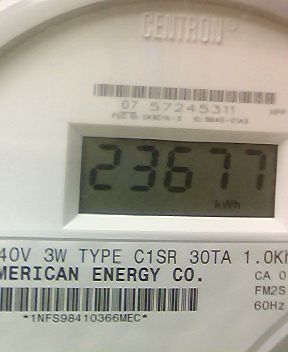 CENTRON®
07 57245311
23677
kWh
40V 3W TYPE C1SR 30TA 1.0Kh
MERICAN ENERGY CO.
CA 0
FM2S
60Hz
*1NFS98410366MEC*